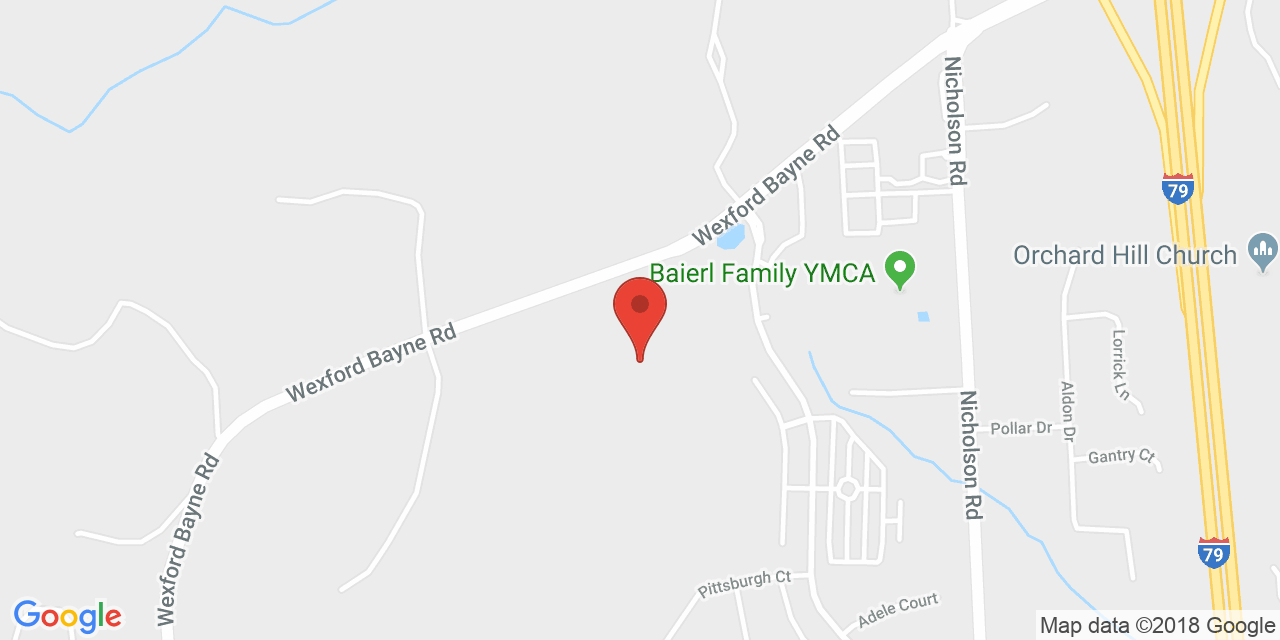 Nicholson Rd
Wexford Bayne Rd
79
Orchard Hill Church
Baierl Family YMCA
Wexford Bayne Rd
Lorrick Ln
Aldon Dr
Nicholson Rd
Pollar Dr
Gantry Ct
Wexford Bayne Rd
79
Pittsburgh Ct
Adele Court
Google
Map data ©2018 Google